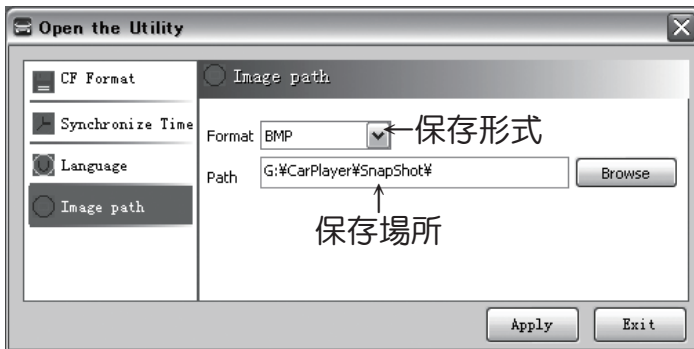 Open the Utility
CF Format
Synchronize Time
Language
Image path
Image path
Format BMP ←保存形式
Path G:¥CarPlayer¥SnapShot¥ Browse
↑
保存場所
Apply Exit